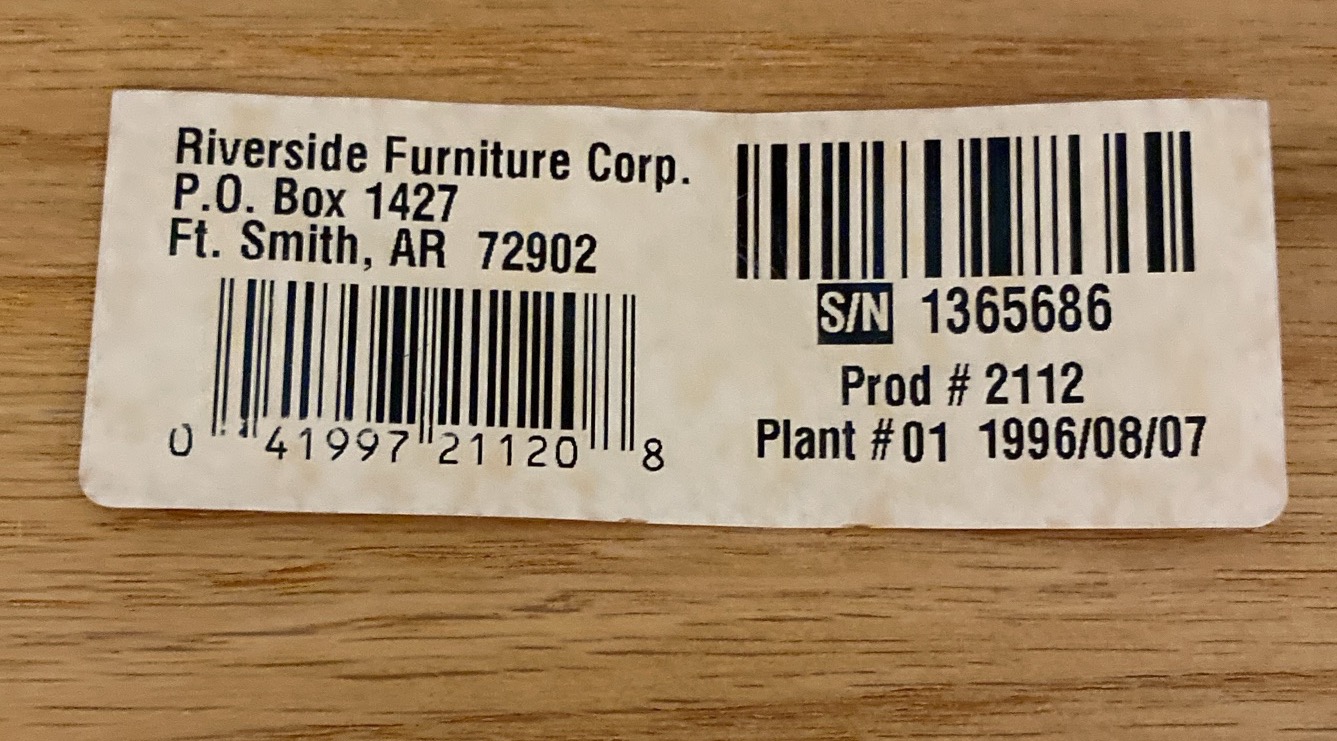 Riverside Furniture Corp.
P.O. Box 1427
Ft. Smith, AR 72902
0 41997 21120 8
S/N 1365686
Prod # 2112
Plant # 01 1996/08/07